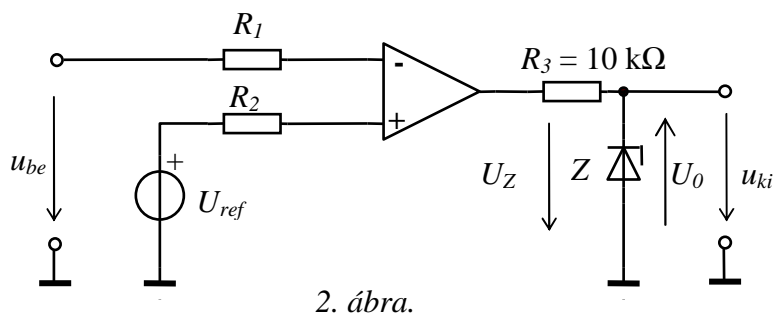 R1
R3 = 10 kΩ
-
R2
+
+
ube
Uref
UZ
Z
U0
uki
2. ábra.